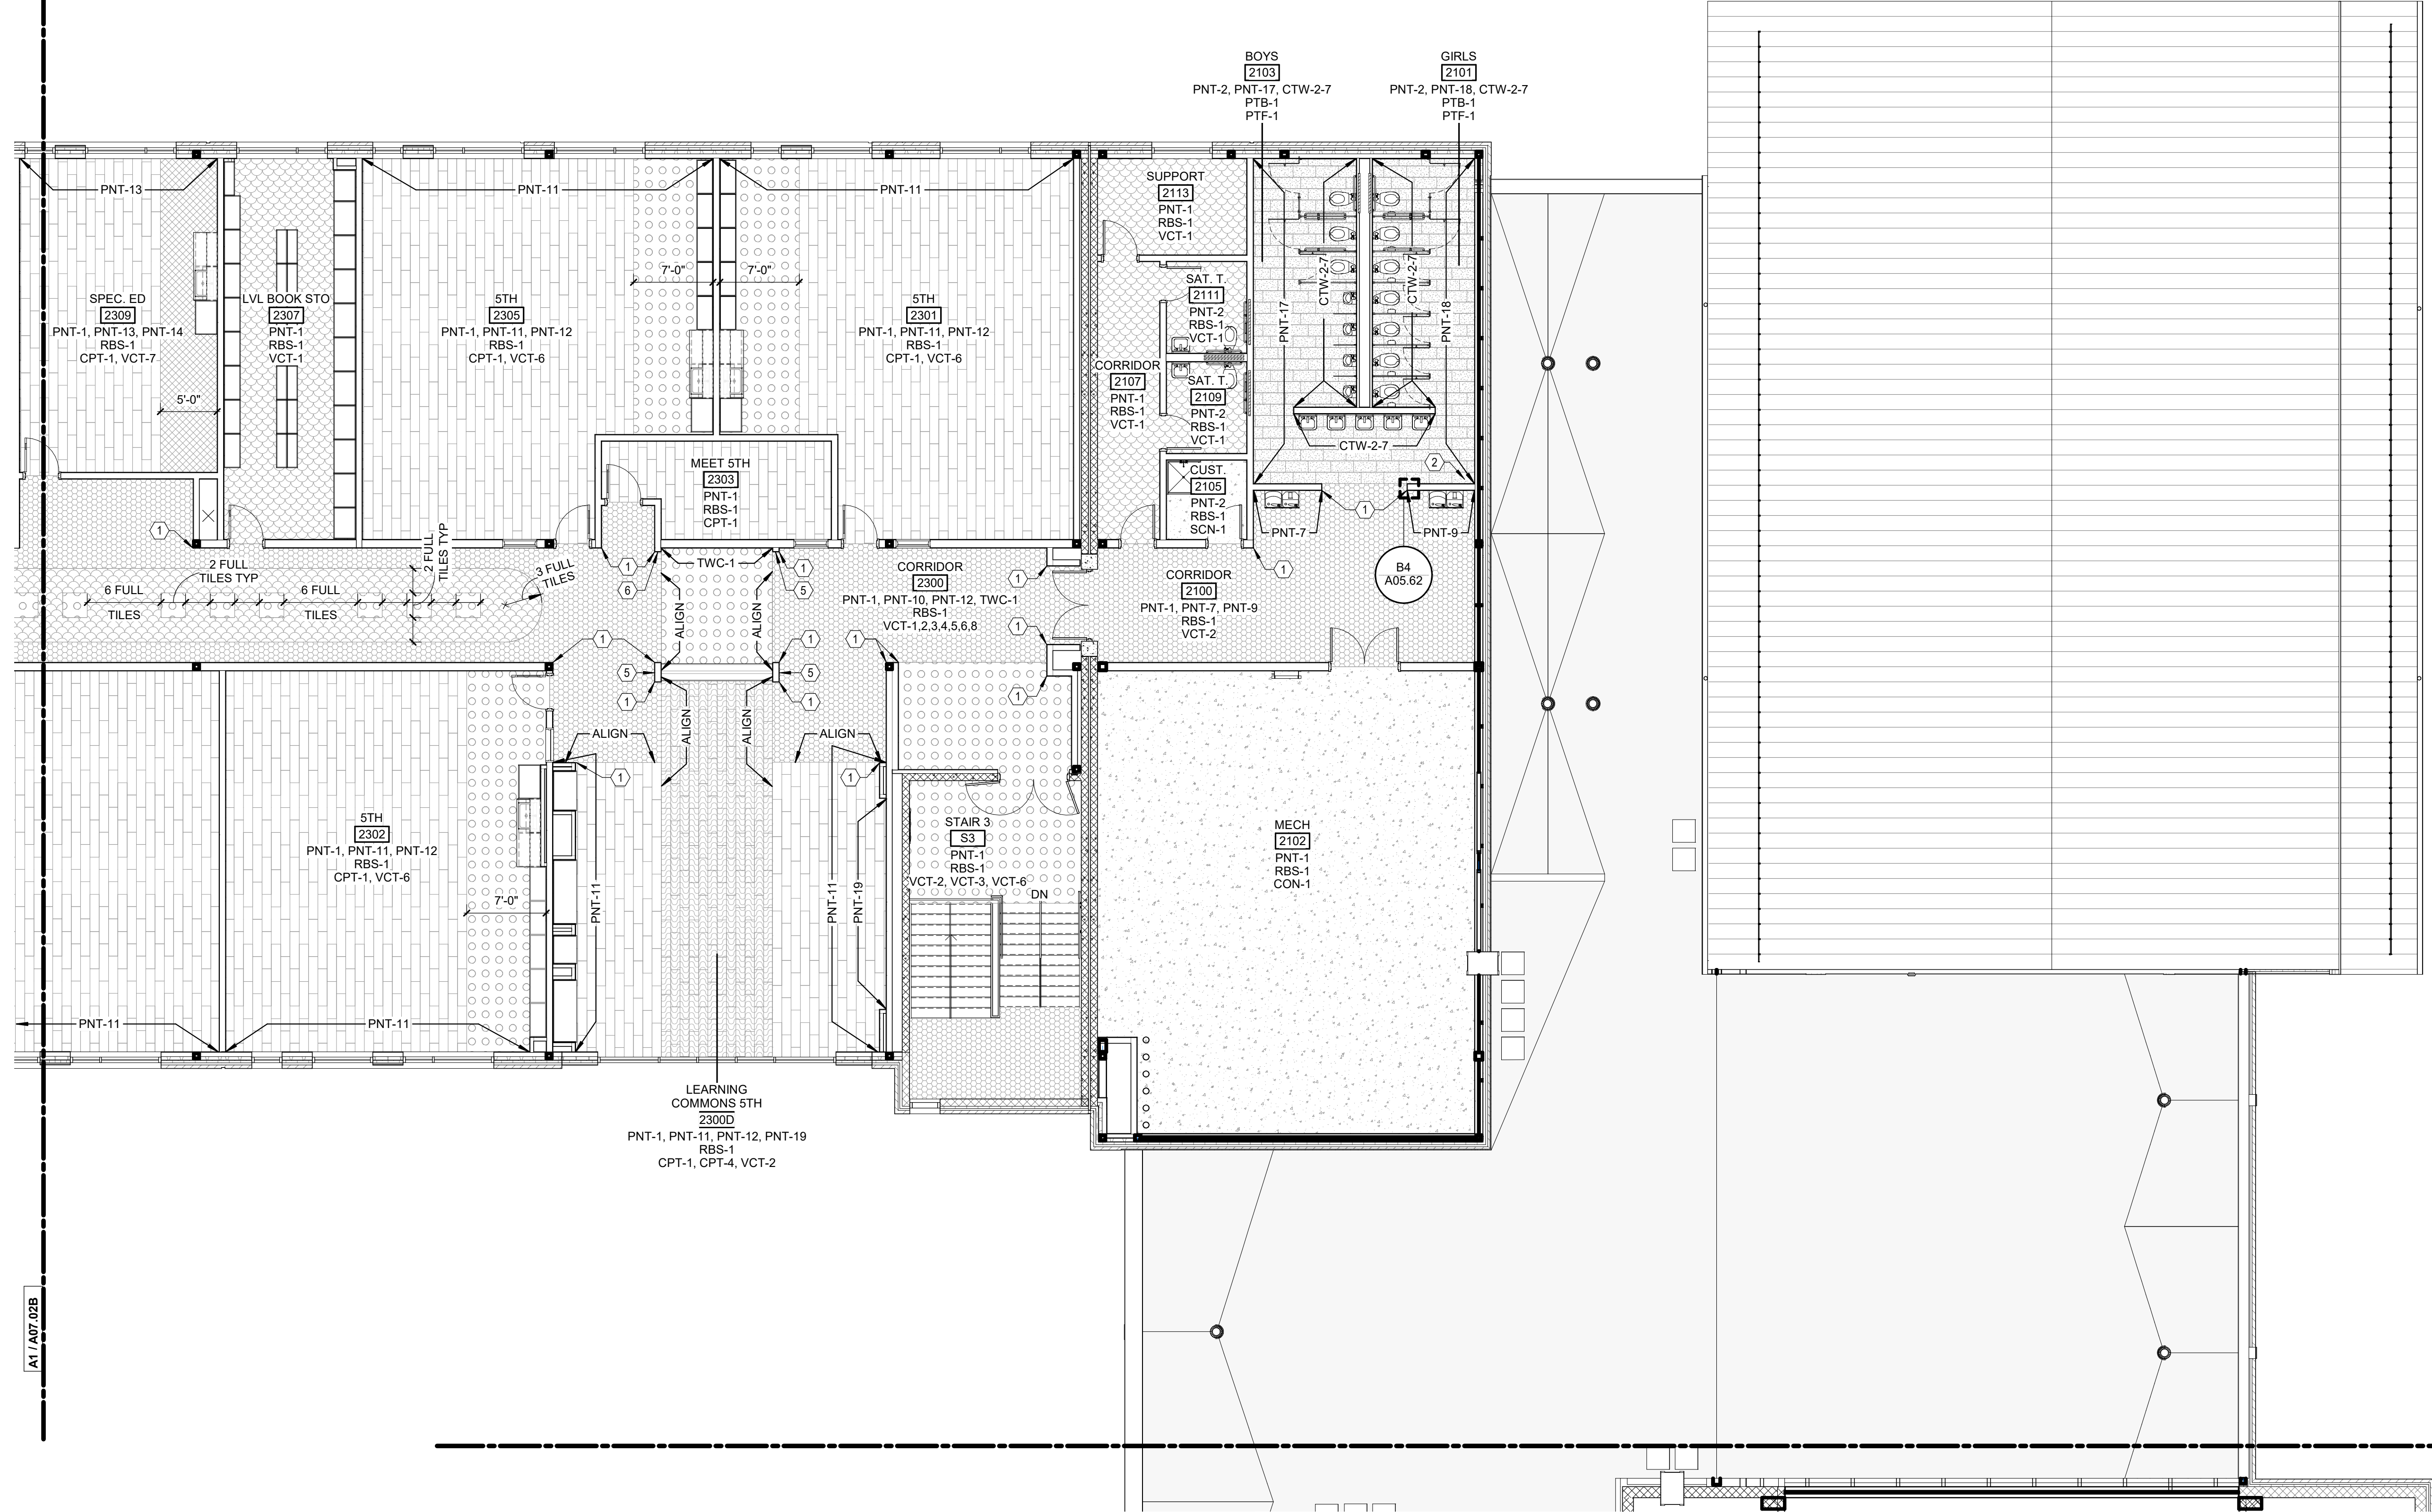 BOYS
2103
PNT-2, PNT-17, CTW-2-7
PTB-1
PTF-1
GIRLS
2101
PNT-2, PNT-18, CTW-2-7
PTB-1
PTF-1
PNT-13
PNT-11
PNT-11
SUPPORT
2113
PNT-1
RBS-1
VCT-1
7'-0"
7'-0"
SPEC. ED
2309
PNT-1, PNT-13, PNT-14
RBS-1
CPT-1, VCT-7
5'-0"
LVL BOOK STO
2307
PNT-1
RBS-1
VCT-1
5TH
2305
PNT-1, PNT-11, PNT-12
RBS-1
CPT-1, VCT-6
5TH
2301
PNT-1, PNT-11, PNT-12
RBS-1
CPT-1, VCT-6
SAT. T.
2111
PNT-2
RBS-1
VCT-1
CORRIDOR
2107
PNT-1
RBS-1
VCT-1
SAT. T.
2109
PNT-2
RBS-1
VCT-1
PNT-17
CTW-2-7
CTW-2-7
PNT-18
CTW-2-7
2
MEET 5TH
2303
PNT-1
RBS-1
CPT-1
CUST.
2105
PNT-2
RBS-1
SCN-1
1
PNT-7
PNT-9
B4
A05.62
1
2 FULL
TILES TYP
2 FULL
TILES TYP
3 FULL
TILES
6 FULL
TILES
6 FULL
TILES
1
6
TWC-1
1
5
ALIGN
ALIGN
CORRIDOR
2300
PNT-1, PNT-10, PNT-12, TWC-1
RBS-1
VCT-1,2,3,4,5,6,8
1
1
1
CORRIDOR
2100
PNT-1, PNT-7, PNT-9
RBS-1
VCT-2
1
1
1
1
5
5
1
1
ALIGN
ALIGN
ALIGN
ALIGN
1
1
5TH
2302
PNT-1, PNT-11, PNT-12
RBS-1
CPT-1, VCT-6
7'-0"
PNT-11
PNT-11
PNT-19
STAIR 3
S3
PNT-1
RBS-1
VCT-2, VCT-3, VCT-6
DN
MECH
2102
PNT-1
RBS-1
CON-1
PNT-11
PNT-11
LEARNING
COMMONS 5TH
2300D
PNT-1, PNT-11, PNT-12, PNT-19
RBS-1
CPT-1, CPT-4, VCT-2
A1 / A07.02B